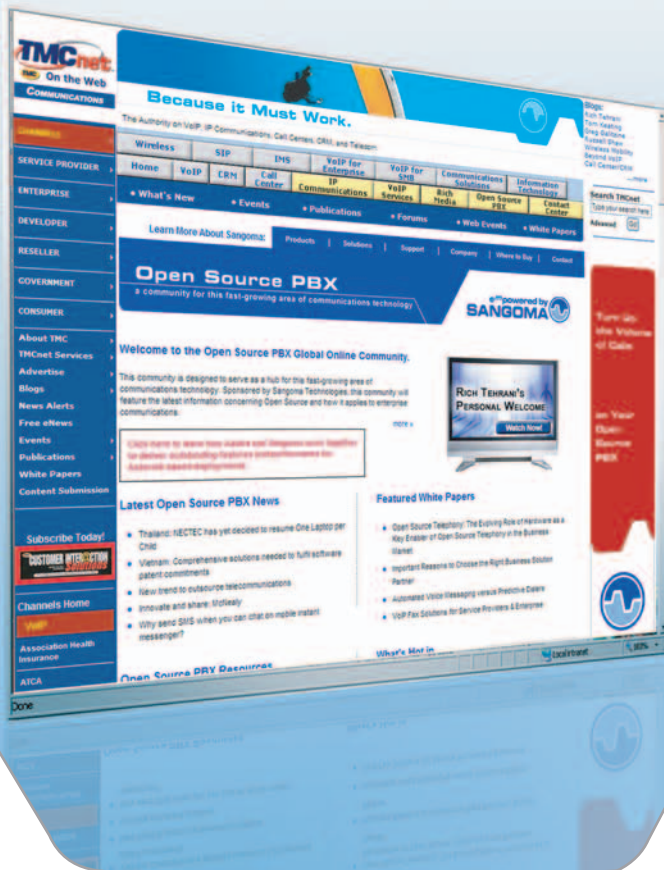 TMCnet
TMC On the Web
COMMUNICATIONS
CHANNELS
SERVICE PROVIDER
ENTERPRISE
DEVELOPER
RESELLER
GOVERNMENT
CONSUMER
About TMC
TMCnet Services
Advertise
Blogs
News Alerts
Free eNews
Events
Publications
White Papers
Content Submission
Subscribe Today!
CUSTOMER INTER@CTION
Solutions
Channels Home
VoIP
Association Health
Insurance
ATCA
Because it Must Work.
The Authority on VoIP, IP Communications, Call Centers, CRM, and Telecom
Wireless SIP IMS VoIP for Enterprise VoIP for SMB Communications Solutions Information Technology
Home VoIP CRM Call Center IP Communications VoIP Services Rich Media Open Source PBX Contact Center
• What's New • Events • Publications • Forums • Web Events • White Papers
Learn More About Sangoma: Products | Solutions | Support | Company | Where to Buy | Contact
Open Source PBX
a community for this fast-growing area of communications technology
empowered by
SANGOMA
Welcome to the Open Source PBX Global Online Community.
This community is designed to serve as a hub for this fast-growing area of
communications technology. Sponsored by Sangoma Technologies, this community will
feature the latest information concerning Open Source and how it applies to enterprise
communications.
more »
RICH TEHRANI'S
PERSONAL WELCOME
Watch Now!
Latest Open Source PBX News
Thailand: NECTEC has yet decided to resume One Laptop per
Child
Vietnam: Comprehensive solutions needed to fulfil software
patent commitments
New trend to outsource telecommunications
Innovate and share: McNealy
Why send SMS when you can chat on mobile instant
messenger?
Open Source PBX Resources
Featured White Papers
Open Source Telephony: The Evolving Role of Hardware as a
Key Enabler of Open Source Telephony in the Business
Market
Important Reasons to Choose the Right Business Solution
Partner
Automated Voice Messaging versus Predictive Dialers
VoIP Fax Solutions for Service Providers & Enterprise
What's Hot in
Blogs:
Rich Tehrani
Tom Keating
Greg Galitzine
Russell Shaw
Wireless Mobility
Beyond VoIP
Call Center/CRM
...more
Search TMCnet
Type your search here
Advanced Go
Turn Up
the Volume
of Calls
on Your
Open
Source
PBX
Done
Local intranet
100%